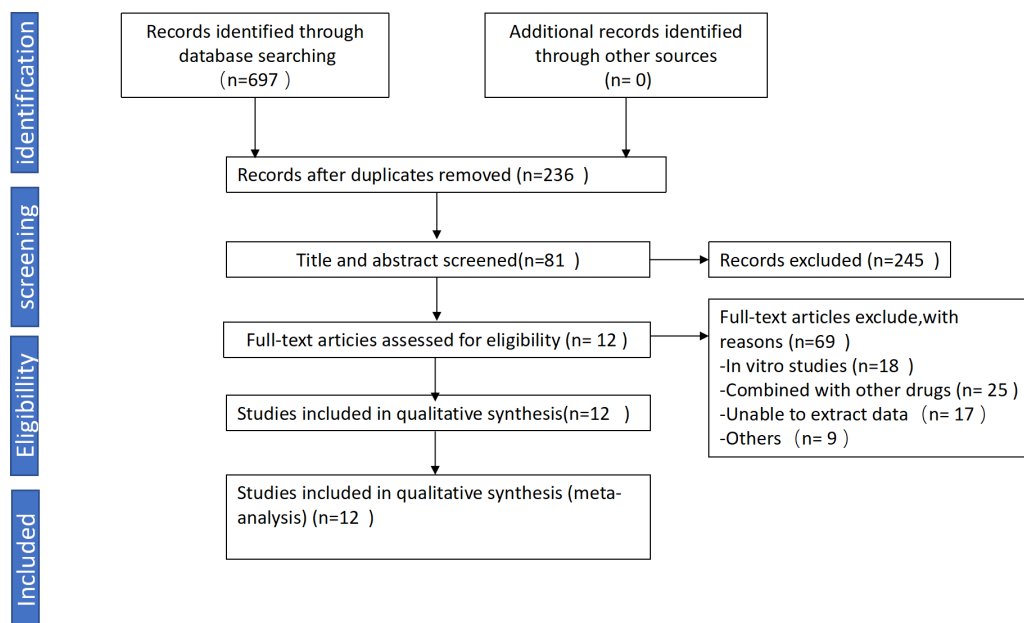 identification
Records identified through
database searching
（n=697 ）
Additional records identified
through other sources
(n= 0)
Records after duplicates removed (n=236  )
screening
Title and abstract screened(n=81  )
Records excluded (n=245  )
Full-text articies assessed for eligibility (n= 12 )
Full-text articles exclude,with
reasons (n=69  )
-In vitro studies (n=18  )
-Combined with other drugs (n= 25 )
-Unable to extract data （n= 17 ）
-Others （n= 9 ）
Eligibillity
Studies included in qualitative synthesis(n=12   )
Included
Studies included in qualitative synthesis (meta-
analysis) (n=12  )